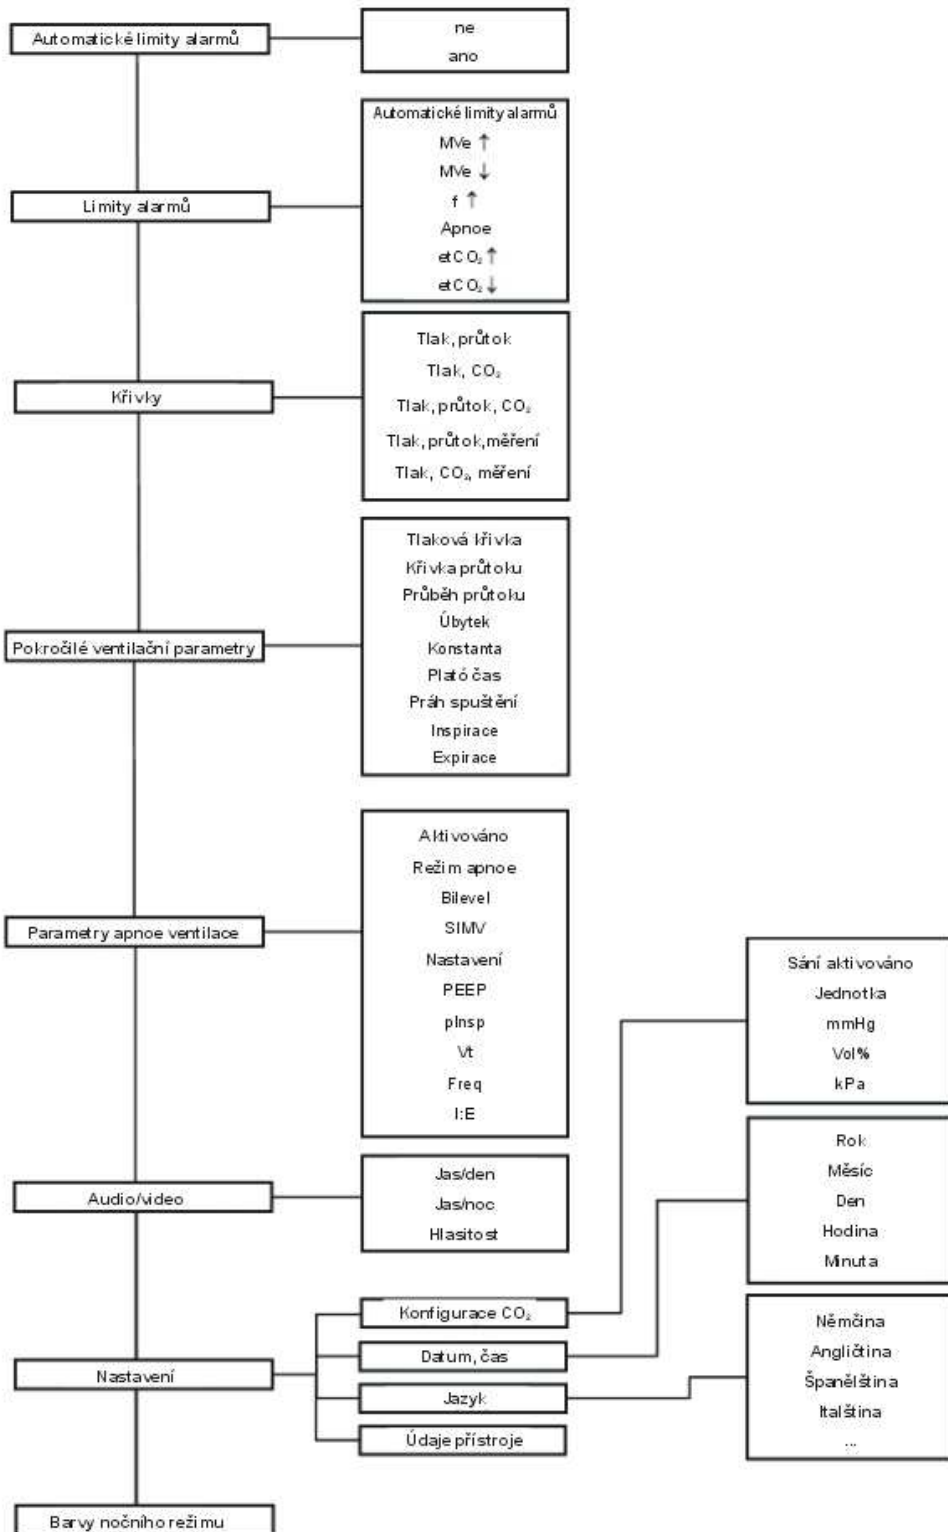 Automatické limity alarmů
ne
ano
Limity alarmů
Automatické limity alarmů
MVe ↑
MVe ↓
f ↑
Apnoe
etCO₂ ↑
etCO₂ ↓
Křivky
Tlak, průtok
Tlak, CO₂
Tlak, průtok, CO₂
Tlak, průtok, měření
Tlak, CO₂, měření
Pokročilé ventilační parametry
Tlaková křivka
Křivka průtoku
Průběh průtoku
Úbytek
Konstanta
Plató čas
Práh spuštění
Inspirace
Expirace
Parametry apnoe ventilace
Aktivováno
Režim apnoe
Bilevel
SIMV
Nastavení
PEEP
pInsp
Vt
Freq
I:E
Audio/video
Jas/den
Jas/noc
Hlasitost
Nastavení
Konfigurace CO₂
Sání aktivováno
Jednotka
mmHg
Vol%
kPa
Datum, čas
Rok
Měsíc
Den
Hodina
Minuta
Jazyk
Němčina
Angličtina
Španělština
Italština
...
Údaje přístroje
Barvy nočního režimu